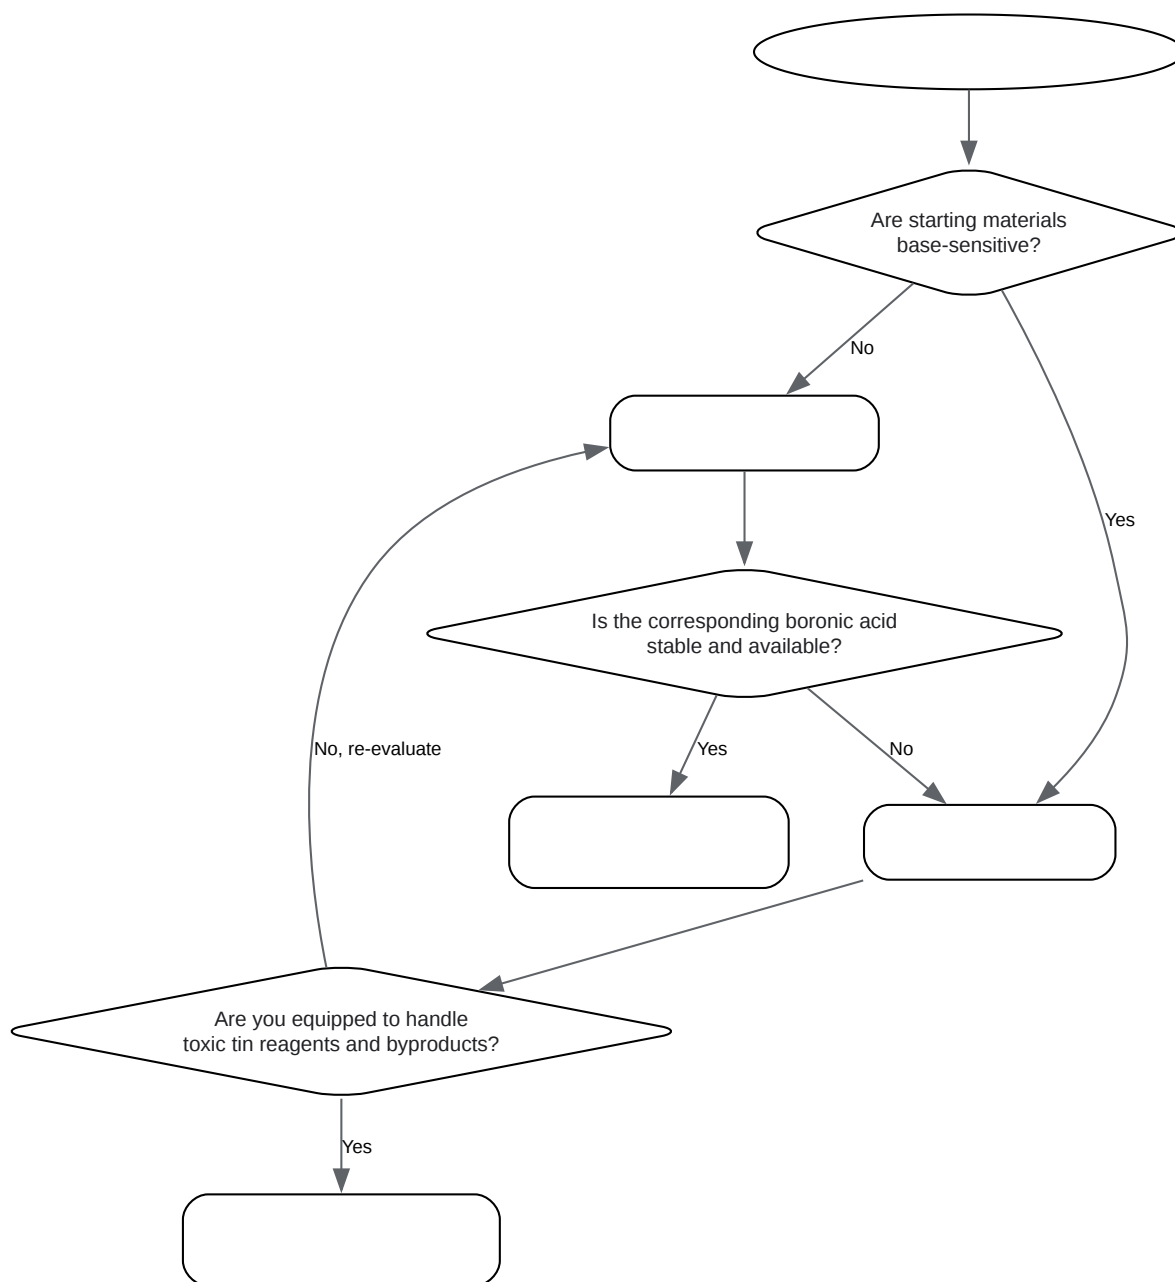 Are starting materials
base-sensitive?
No
Yes
Is the corresponding boronic acid
stable and available?
No, re-evaluate
Yes
No
Are you equipped to handle
toxic tin reagents and byproducts?
Yes